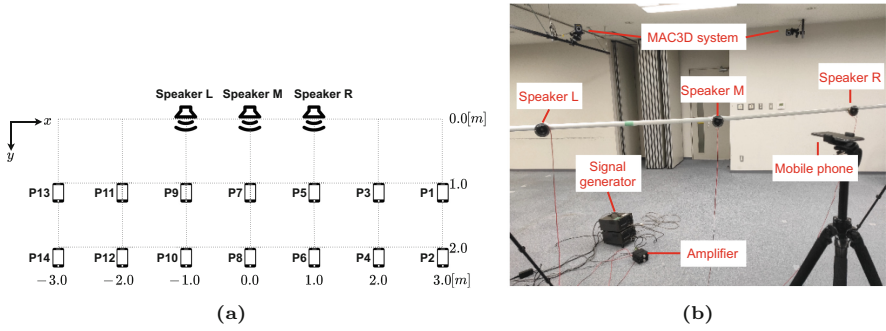 Speaker L Speaker M Speaker R
x
0.0[m]
y
P13 P11 P9 P7 P5 P3 P1
1.0
P14 P12 P10 P8 P6 P4 P2
2.0
−3.0 −2.0 −1.0 0.0 1.0 2.0 3.0[m]
(a)
MAC3D system
Speaker R
Speaker M
Speaker L
Mobile phone
Signal
generator
Amplifier
(b)